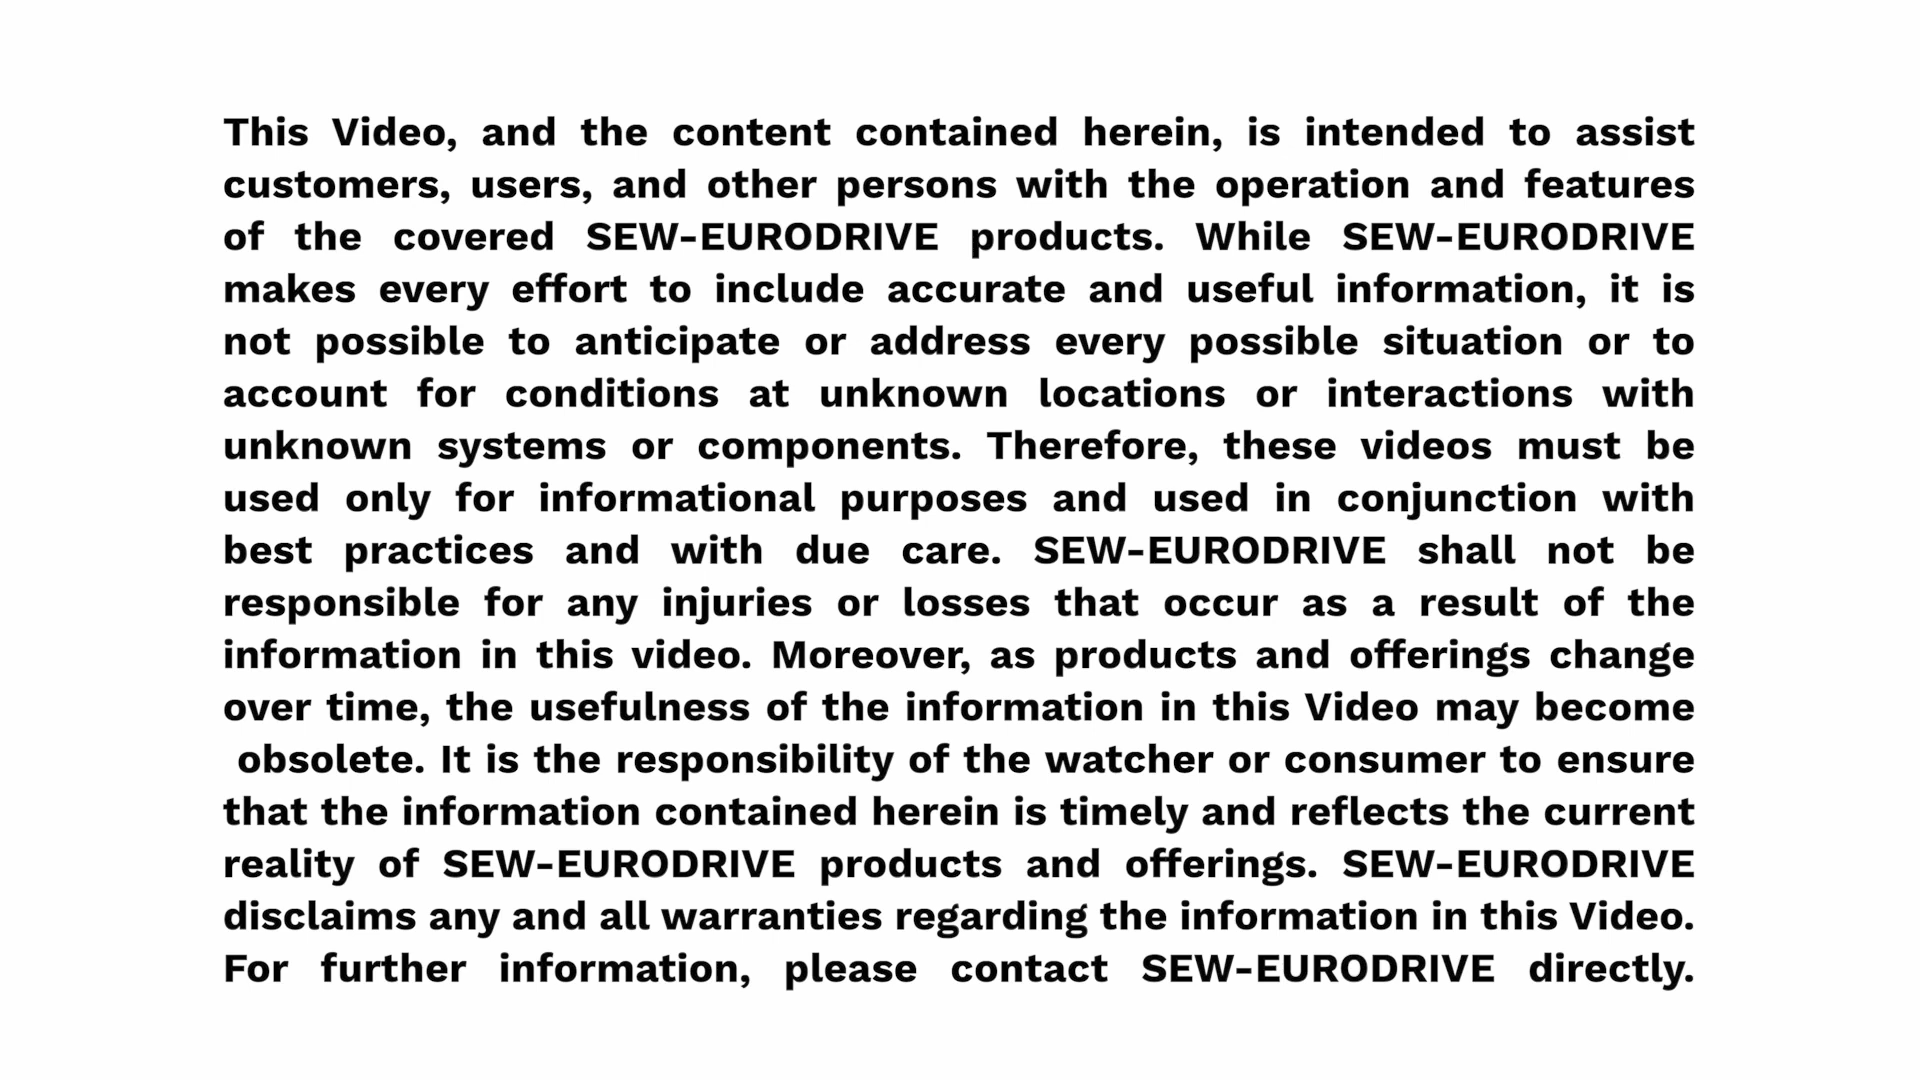 This Video, and the content contained herein, is intended to assist
customers, users, and other persons with the operation and features
of the covered SEW-EURODRIVE products. While SEW-EURODRIVE
makes every effort to include accurate and useful information, it is
not possible to anticipate or address every possible situation or to
account for conditions at unknown locations or interactions with
unknown systems or components. Therefore, these videos must be
used only for informational purposes and used in conjunction with
best practices and with due care. SEW-EURODRIVE shall not be
responsible for any injuries or losses that occur as a result of the
information in this video. Moreover, as products and offerings change
over time, the usefulness of the information in this Video may become
obsolete. It is the responsibility of the watcher or consumer to ensure
that the information contained herein is timely and reflects the current
reality of SEW-EURODRIVE products and offerings. SEW-EURODRIVE
disclaims any and all warranties regarding the information in this Video.
For further information, please contact SEW-EURODRIVE directly.